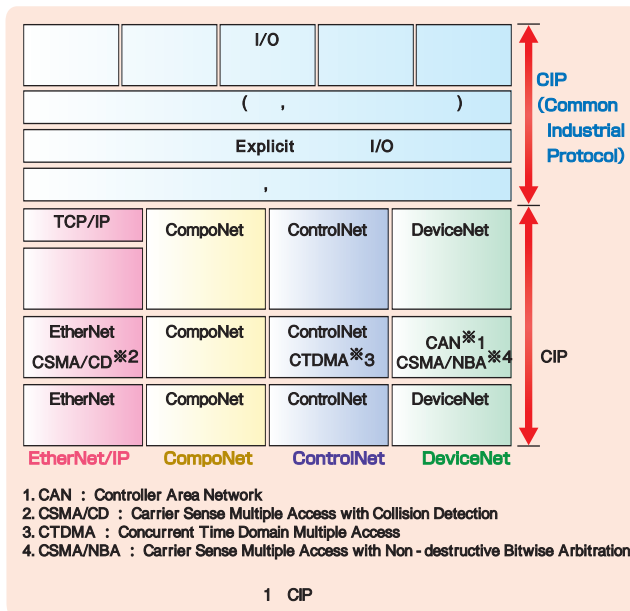 I/O
( , )
Explicit I/O
,
CIP
(Common
Industrial
Protocol)
TCP/IP
CompoNet
ControlNet
DeviceNet
EtherNet
CSMA/CD※2
CompoNet
ControlNet
CTDMA※3
CAN※1
CSMA/NBA※4
CIP
EtherNet
CompoNet
ControlNet
DeviceNet
EtherNet/IP
CompoNet
ControlNet
DeviceNet
1. CAN : Controller Area Network
2. CSMA/CD : Carrier Sense Multiple Access with Collision Detection
3. CTDMA : Concurrent Time Domain Multiple Access
4. CSMA/NBA : Carrier Sense Multiple Access with Non - destructive Bitwise Arbitration
1 CIP